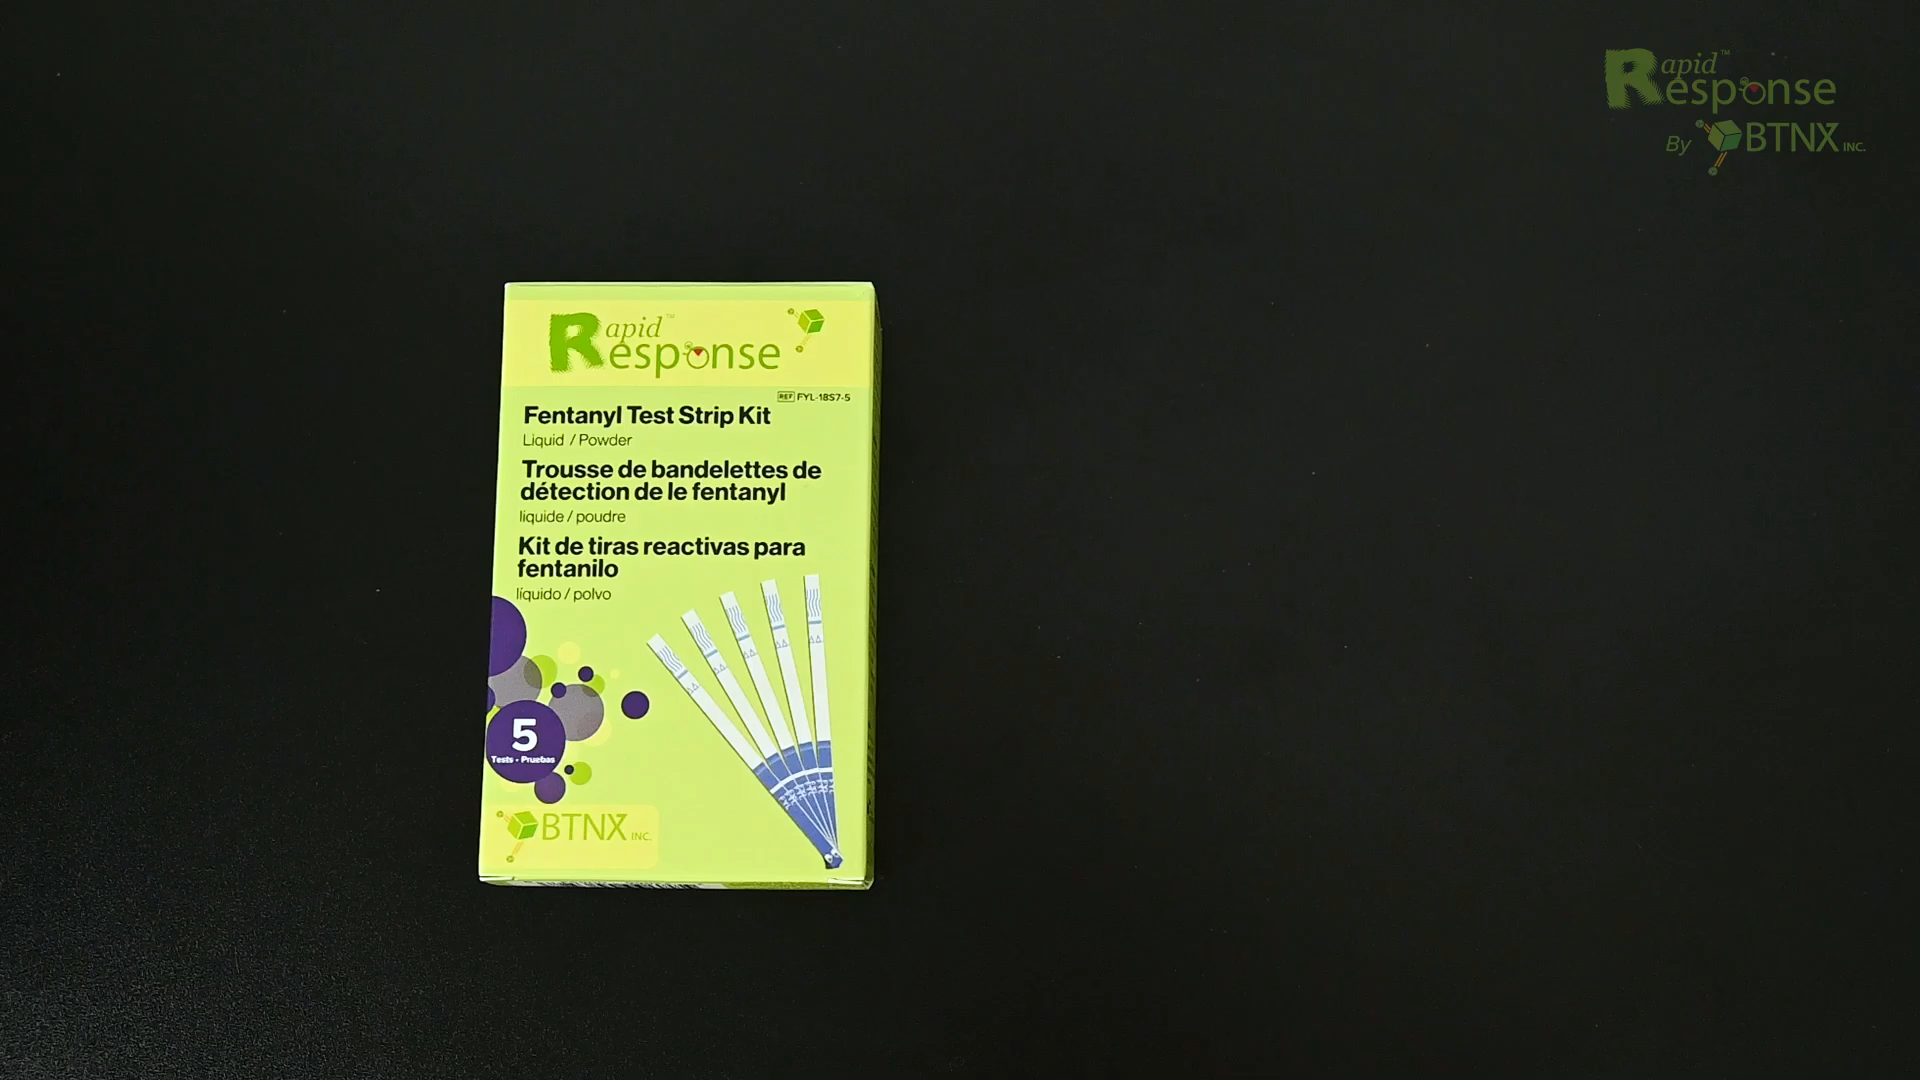 Rapid™
Response
By BTNX INC.
Rapid™
Response
REF FYL-18S7-5
Fentanyl Test Strip Kit
Liquid / Powder
Trousse de bandelettes de
détection de le fentanyl
liquide / poudre
Kit de tiras reactivas para
fentanilo
líquido / polvo
5
Tests - Pruebas
BTNX INC.